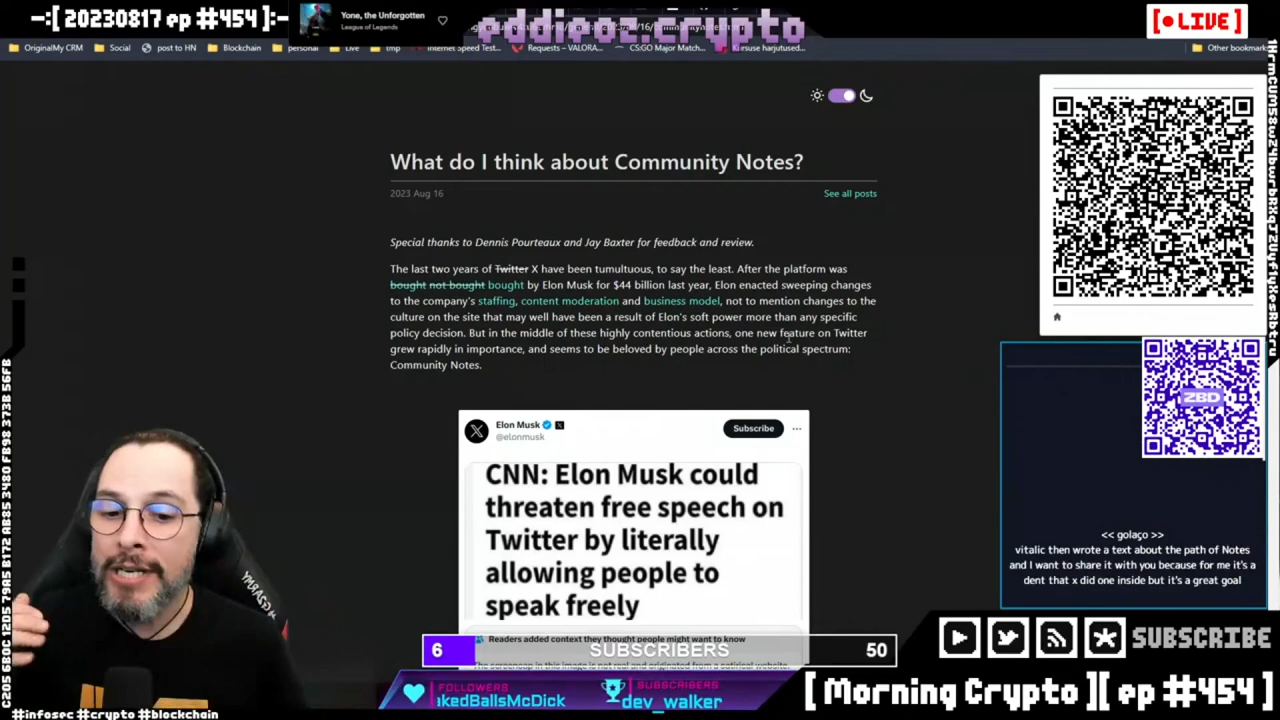 -:[ 20230817 ep #454 ]:-
Yone, the Unforgotten
League of Legends
[ LIVE ]
OriginalMy CRM
Social
post to HN
Blockchain
personal
Live
tmp
Internet Speed Test...
Requests – VALORA...
CS:GO Major Match...
Kursuse harjutused...
Other bookmarks
What do I think about Community Notes?
2023 Aug 16
See all posts
Special thanks to Dennis Pourteaux and Jay Baxter for feedback and review.
The last two years of Twitter X have been tumultuous, to say the least. After the platform was
bought not bought bought by Elon Musk for $44 billion last year, Elon enacted sweeping changes
to the company's staffing, content moderation and business model, not to mention changes to the
culture on the site that may well have been a result of Elon's soft power more than any specific
policy decision. But in the middle of these highly contentious actions, one new feature on Twitter
grew rapidly in importance, and seems to be beloved by people across the political spectrum:
Community Notes.
Elon Musk
@elonmusk
Subscribe
CNN: Elon Musk could
threaten free speech on
Twitter by literally
allowing people to
speak freely
Readers added context they thought people might want to know
ZBD
<< golaço >>
vitalic then wrote a text about the path of Notes
and I want to share it with you because for me it's a
dent that x did one inside but it's a great goal
6 SUBSCRIBERS 50
FOLLOWERS
akedBallsMcDick
SUBSCRIBERS
dev_walker
SUBSCRIBE
[ Morning Crypto ][ ep #454 ]
#infosec #crypto #blockchain